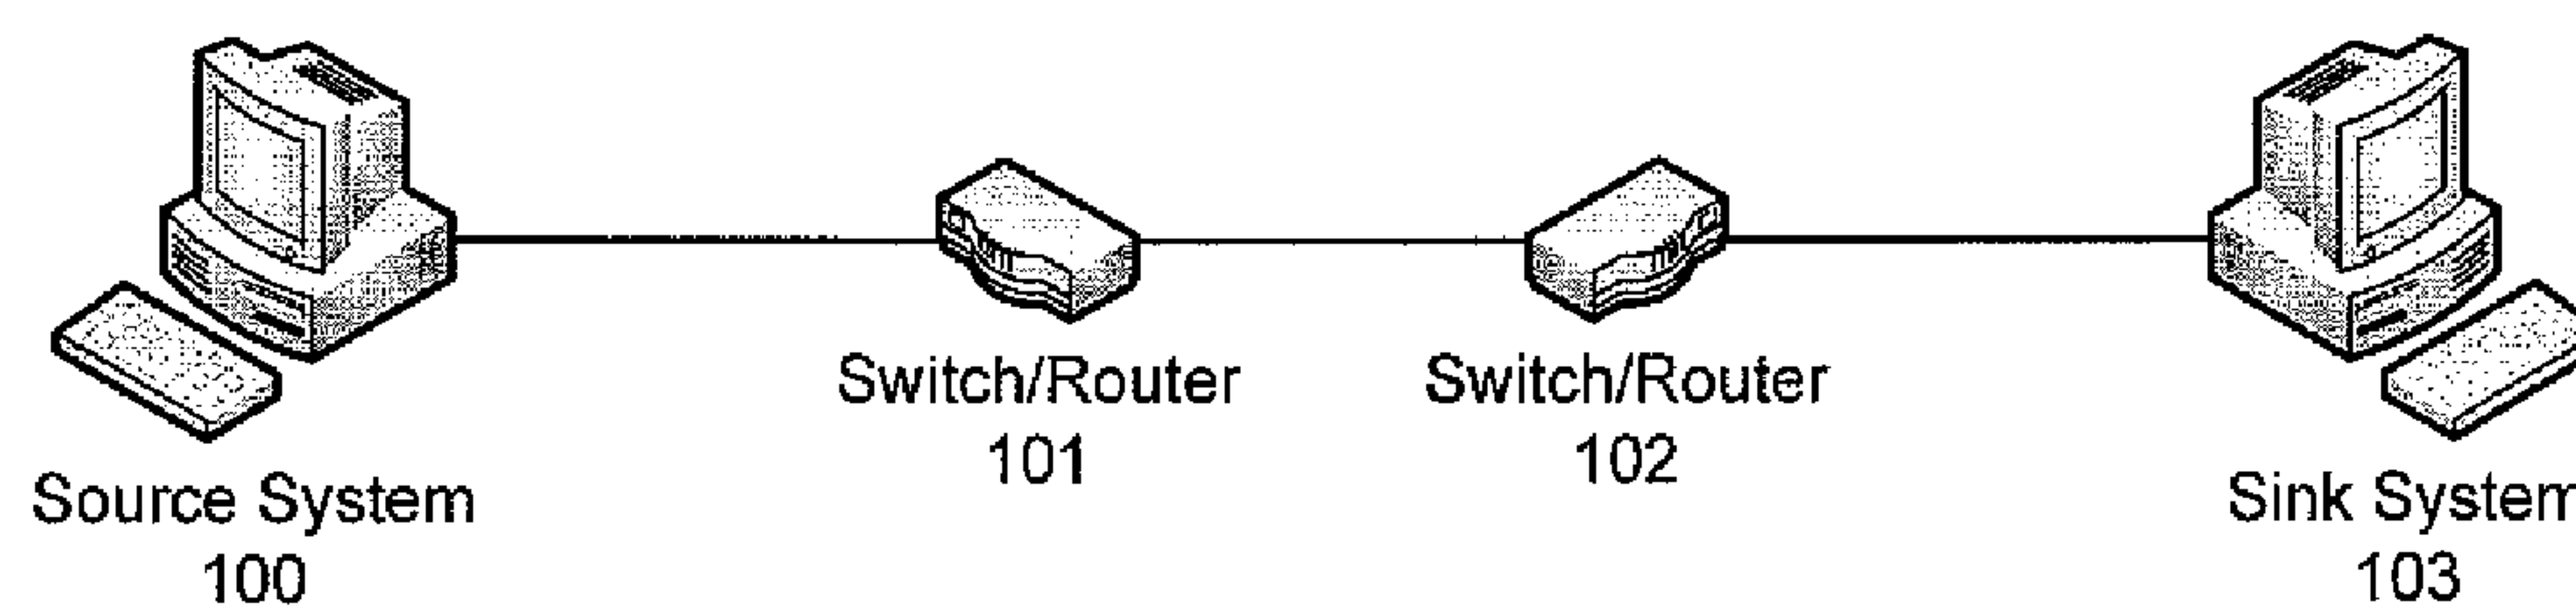 Switch/Router
101
Switch/Router
102
Source System
100
Sink System
103